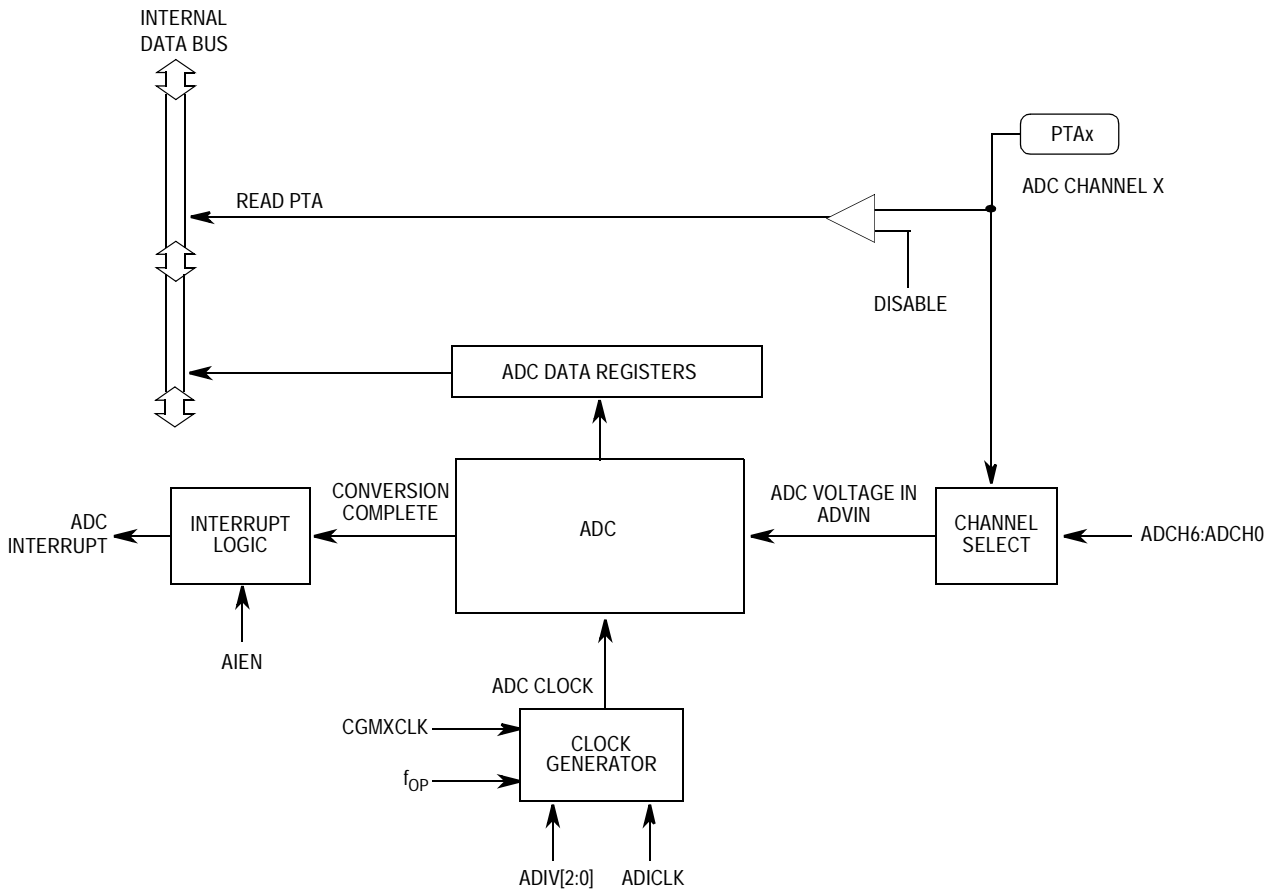 INTERNAL
DATA BUS
PTAx
READ PTA
ADC CHANNEL X
DISABLE
ADC DATA REGISTERS
CONVERSION
COMPLETE
ADC VOLTAGE IN
ADVIN
ADC
INTERRUPT
INTERRUPT
LOGIC
ADC
CHANNEL
SELECT
ADCH6:ADCH0
AIEN
ADC CLOCK
CGMXCLK
CLOCK
GENERATOR
fOP
ADIV[2:0]
ADICLK